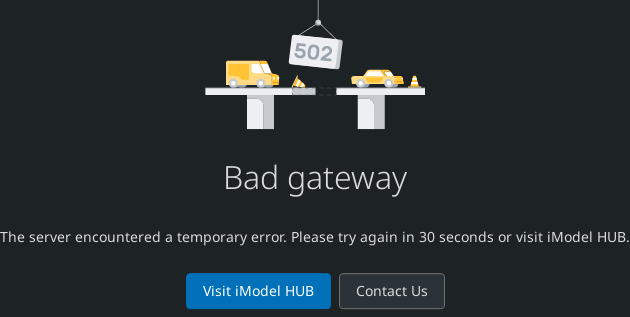 502
Bad gateway
The server encountered a temporary error. Please try again in 30 seconds or visit iModel HUB.
Visit iModel HUB
Contact Us